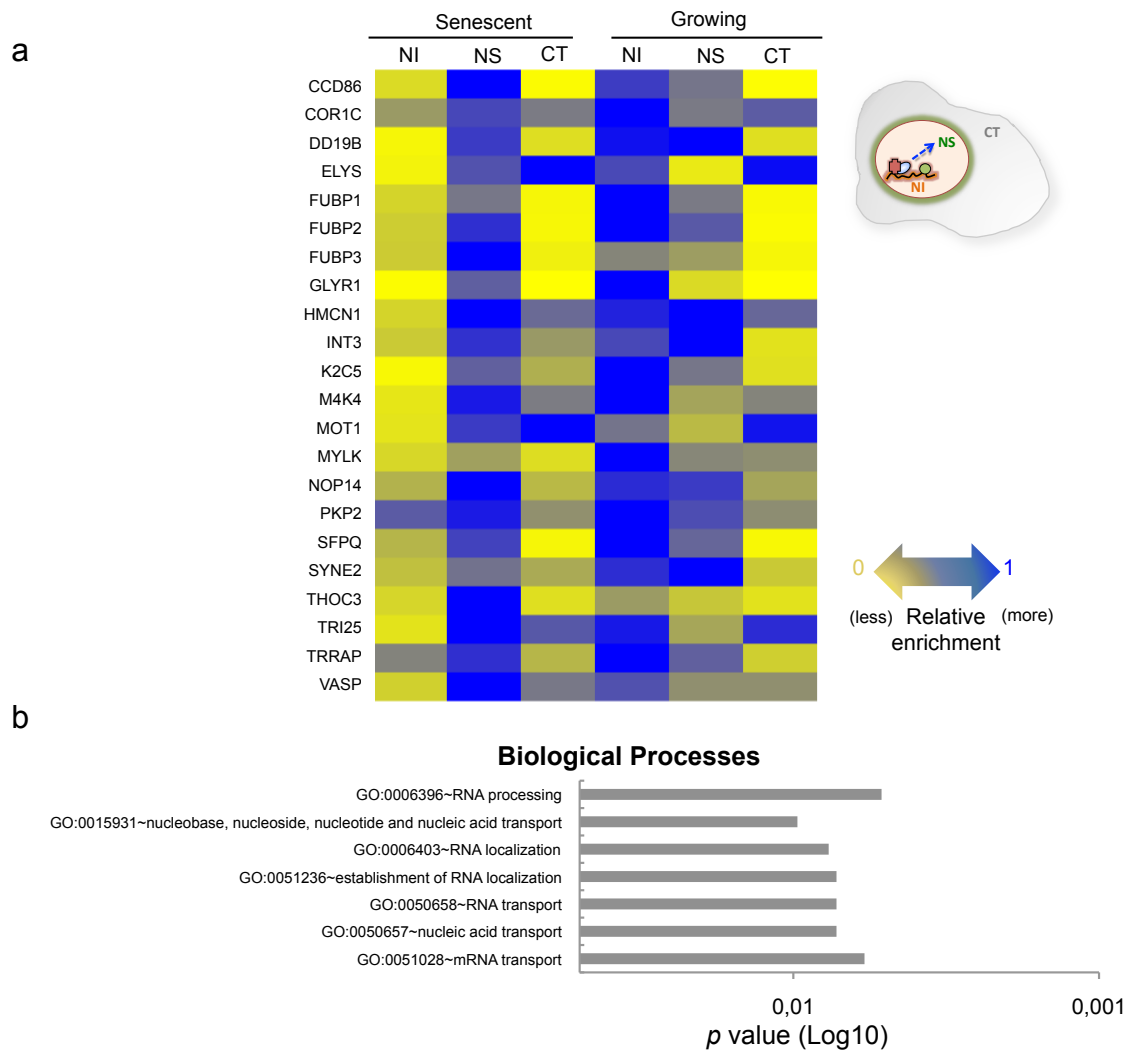 a
Senescent Growing
NI NS CT NI NS CT
CCD86
COR1C
DD19B
ELYS
FUBP1
FUBP2
FUBP3
GLYR1
HMCN1
INT3
K2C5
M4K4
MOT1
MYLK
NOP14
PKP2
SFPQ
SYNE2
THOC3
TRI25
TRRAP
VASP
CT
NS
NI
0 1
(less) Relative (more)
enrichment
b
Biological Processes
GO:0006396~RNA processing
GO:0015931~nucleobase, nucleoside, nucleotide and nucleic acid transport
GO:0006403~RNA localization
GO:0051236~establishment of RNA localization
GO:0050658~RNA transport
GO:0050657~nucleic acid transport
GO:0051028~mRNA transport
0,01 0,001
p value (Log10)